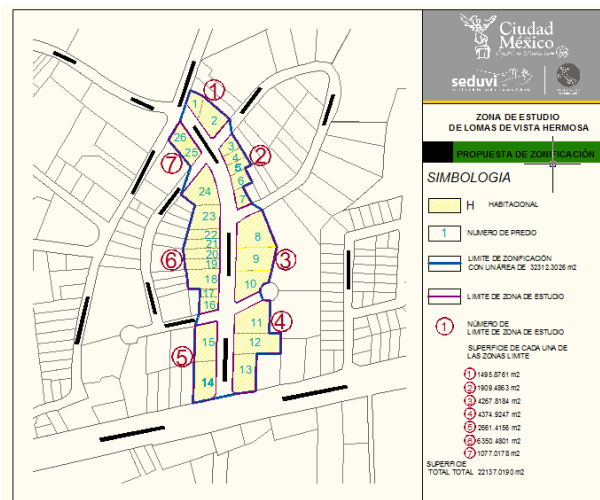 Ciudad
México
seduvi
ZONA DE ESTUDIO
DE LOMAS DE VISTA HERMOSA
PROPUESTA DE ZONIFICACIÓN
SIMBOLOGIA
H HABITACIONAL
1 NUMERO DE PREDIO
LIMITE DE ZONIFICACIÓN
CON UN ÁREA DE 32312.3026 m2
LIMITE DE ZONA DE ESTUDIO
1 NÚMERO DE
LIMITE DE ZONA DE ESTUDIO
SUPERFICIE DE CADA UNA DE
LAS ZONAS LIMITE
1 1495.8761 m2
2 1909.4863 m2
3 4267.8184 m2
4 4374.9247 m2
5 2661.4156 m2
6 6350.4801 m2
7 1077.0178 m2
SUPERFICIE
TOTAL TOTAL 22137.0190 m2
1
1
2
26
25
7
3
4
5
6
7
2
24
23
22
21
20
19
18
17
16
6
8
9
10
3
11
12
13
4
15
14
5